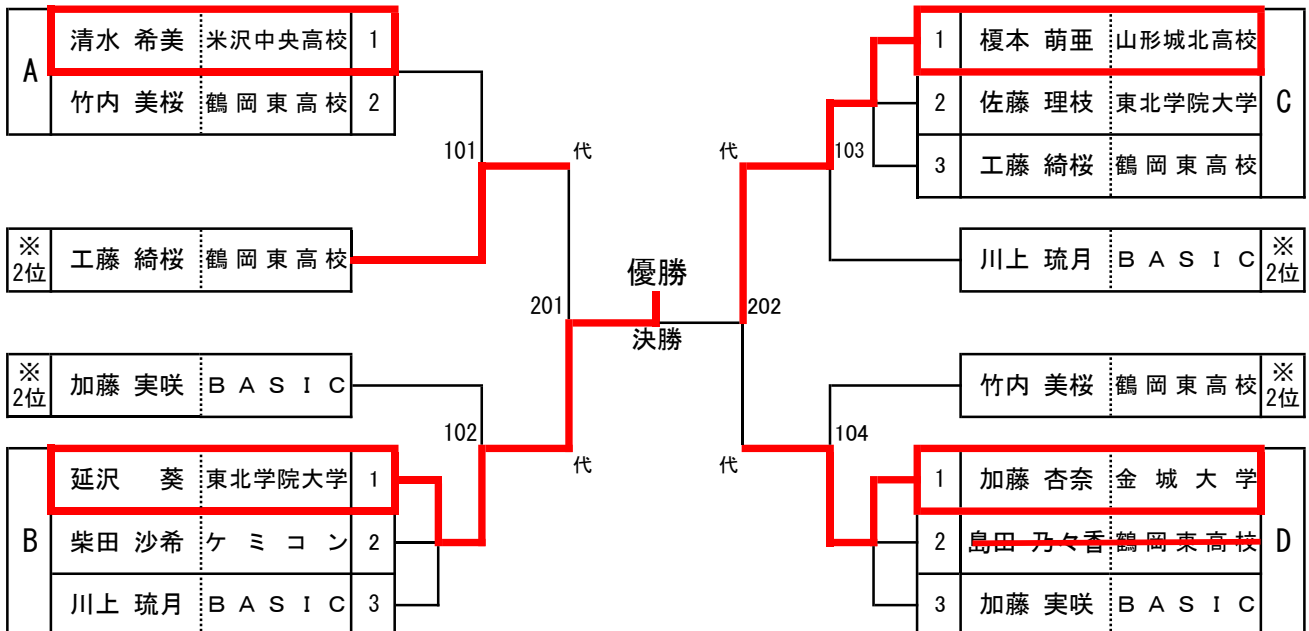 A
清水 希美 米沢中央高校 1
竹内 美桜 鶴岡東高校 2
101
代
※2位 工藤 綺桜 鶴岡東高校
201
※2位 加藤 実咲 BASIC
102
代
B
延沢 葵 東北学院大学 1
柴田 沙希 ケミコン 2
川上 琉月 BASIC 3
優勝
決勝
1 榎本 萌亜 山形城北高校
2 佐藤 理枝 東北学院大学
3 工藤 綺桜 鶴岡東高校
C
代
103
川上 琉月 BASIC ※2位
202
竹内 美桜 鶴岡東高校 ※2位
104
代
1 加藤 杏奈 金城大学
2 島田 乃々香 鶴岡東高校
3 加藤 実咲 BASIC
D